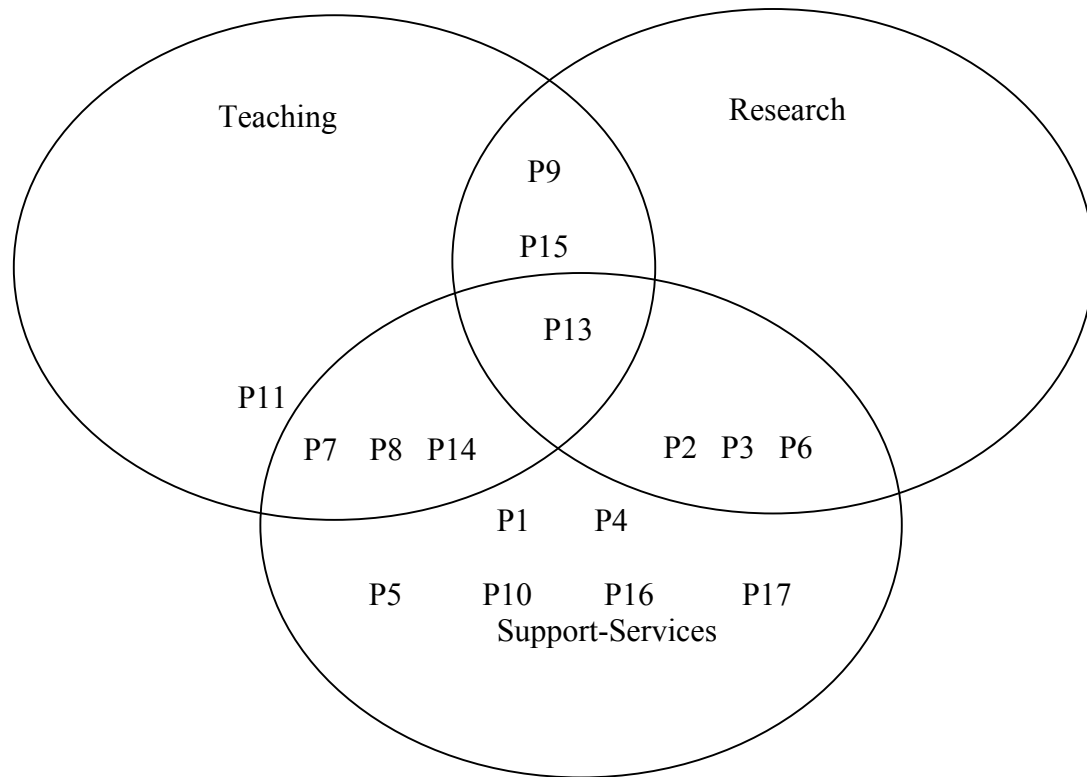 Teaching
Research
P9
P15
P13
P11
P7 P8 P14
P2 P3 P6
P1 P4
P5 P10 P16 P17
Support-Services